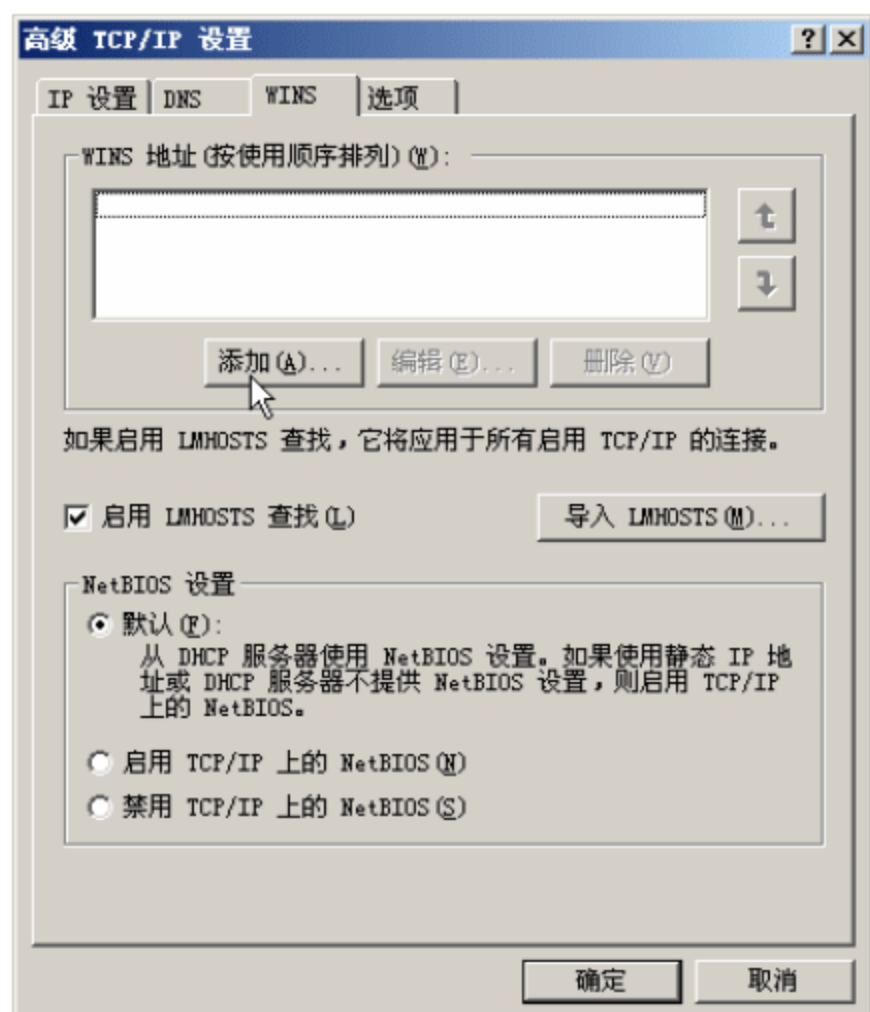 高级 TCP/IP 设置
IP 设置 DNS WINS 选项
WINS 地址(按使用顺序排列)(W):
添加(A)... 编辑(E)... 删除(V)
如果启用 LMHOSTS 查找，它将应用于所有启用 TCP/IP 的连接。
启用 LMHOSTS 查找(L) 导入 LMHOSTS(M)...
NetBIOS 设置
默认(F):
从 DHCP 服务器使用 NetBIOS 设置。如果使用静态 IP 地
址或 DHCP 服务器不提供 NetBIOS 设置，则启用 TCP/IP
上的 NetBIOS。
启用 TCP/IP 上的 NetBIOS(N)
禁用 TCP/IP 上的 NetBIOS(S)
确定 取消